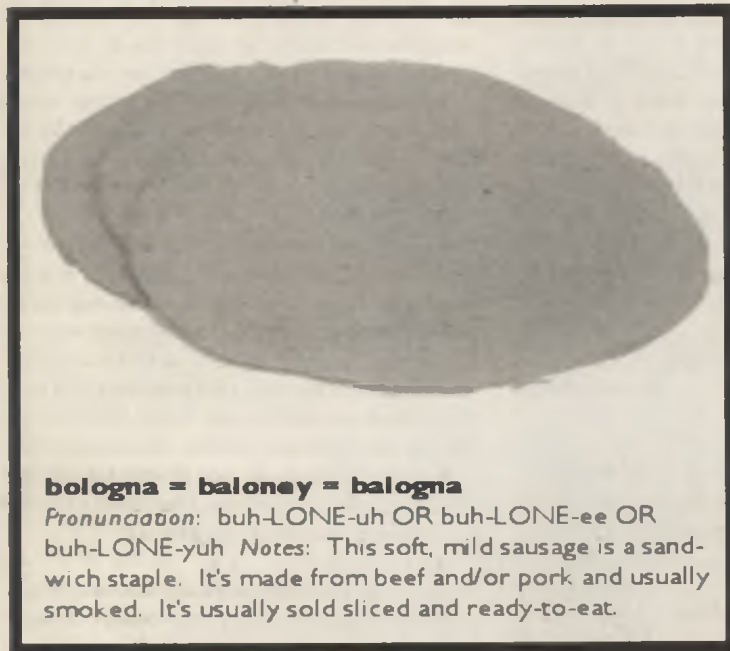 bologna = baloney = balogna
Pronunciation: buh-LONE-uh OR buh-LONE-ee OR
buh-LONE-yuh Notes: This soft, mild sausage is a sand-
wich staple. It's made from beef and/or pork and usually
smoked. It's usually sold sliced and ready-to-eat.